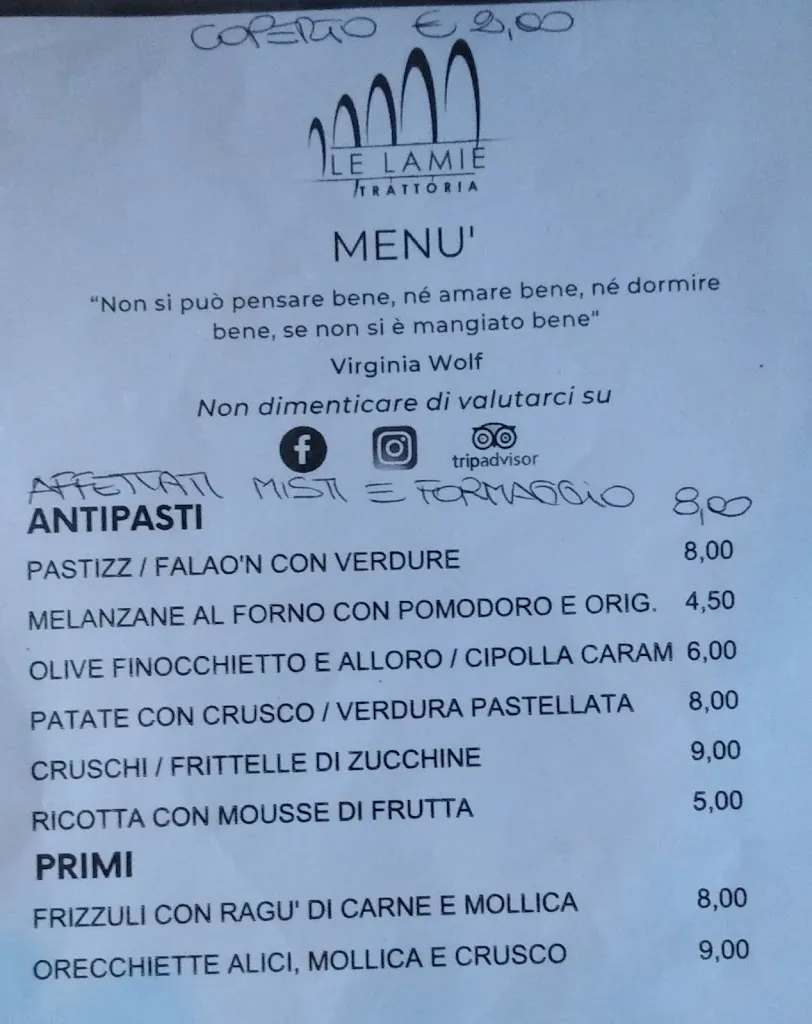 COPERTO € 2,00
LE LAMIE
TRATTORIA
MENU'
“Non si può pensare bene, né amare bene, né dormire
bene, se non si è mangiato bene"
Virginia Wolf
Non dimenticare di valutarci su
tripadvisor
AFFETTATI MISTI E FORMAGGIO 8,00
ANTIPASTI
PASTIZZ / FALAO'N CON VERDURE 8,00
MELANZANE AL FORNO CON POMODORO E ORIG. 4,50
OLIVE FINOCCHIETTO E ALLORO / CIPOLLA CARAM 6,00
PATATE CON CRUSCO / VERDURA PASTELLATA 8,00
CRUSCHI / FRITTELLE DI ZUCCHINE 9,00
RICOTTA CON MOUSSE DI FRUTTA 5,00
PRIMI
FRIZZULI CON RAGU' DI CARNE E MOLLICA 8,00
ORECCHIETTE ALICI, MOLLICA E CRUSCO 9,00